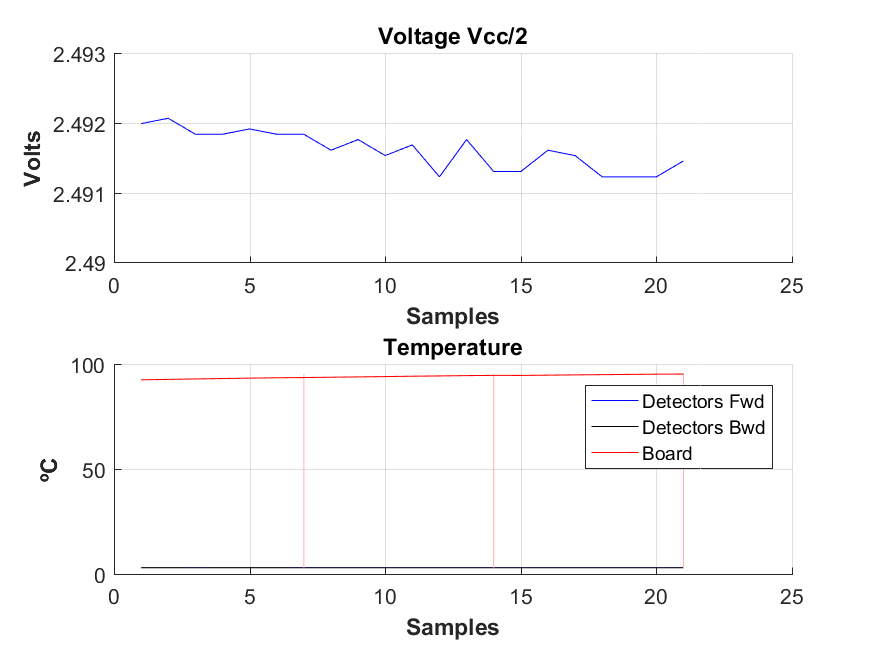 Voltage Vcc/2
2.493
2.492
2.491
2.49
Volts
0 5 10 15 20 25
Samples
Temperature
100
50
0
ºC
Detectors Fwd
Detectors Bwd
Board
0 5 10 15 20 25
Samples